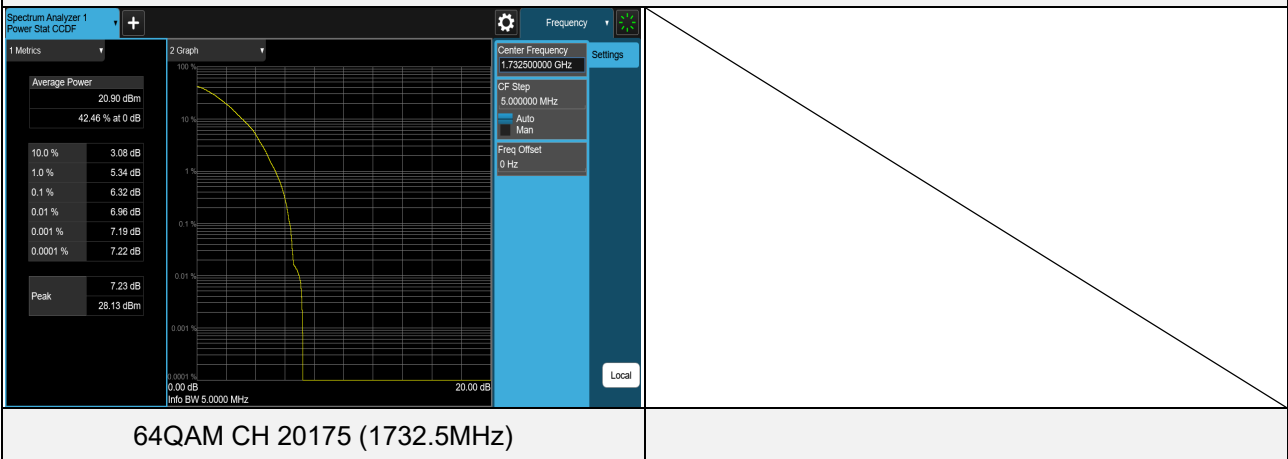 Spectrum Analyzer 1
Power Stat CCDF
+
Frequency
1 Metrics
2 Graph
Center Frequency
1.732500000 GHz
Settings
CF Step
5.000000 MHz
Auto
Man
Freq Offset
0 Hz
Average Power
20.90 dBm
42.46 % at 0 dB
10.0 % 3.08 dB
1.0 % 5.34 dB
0.1 % 6.32 dB
0.01 % 6.96 dB
0.001 % 7.19 dB
0.0001 % 7.22 dB
Peak 7.23 dB
28.13 dBm
100 %
10 %
1 %
0.1 %
0.01 %
0.001 %
0.0001 %
0.00 dB 20.00 dB
Info BW 5.0000 MHz
Local
64QAM CH 20175 (1732.5MHz)